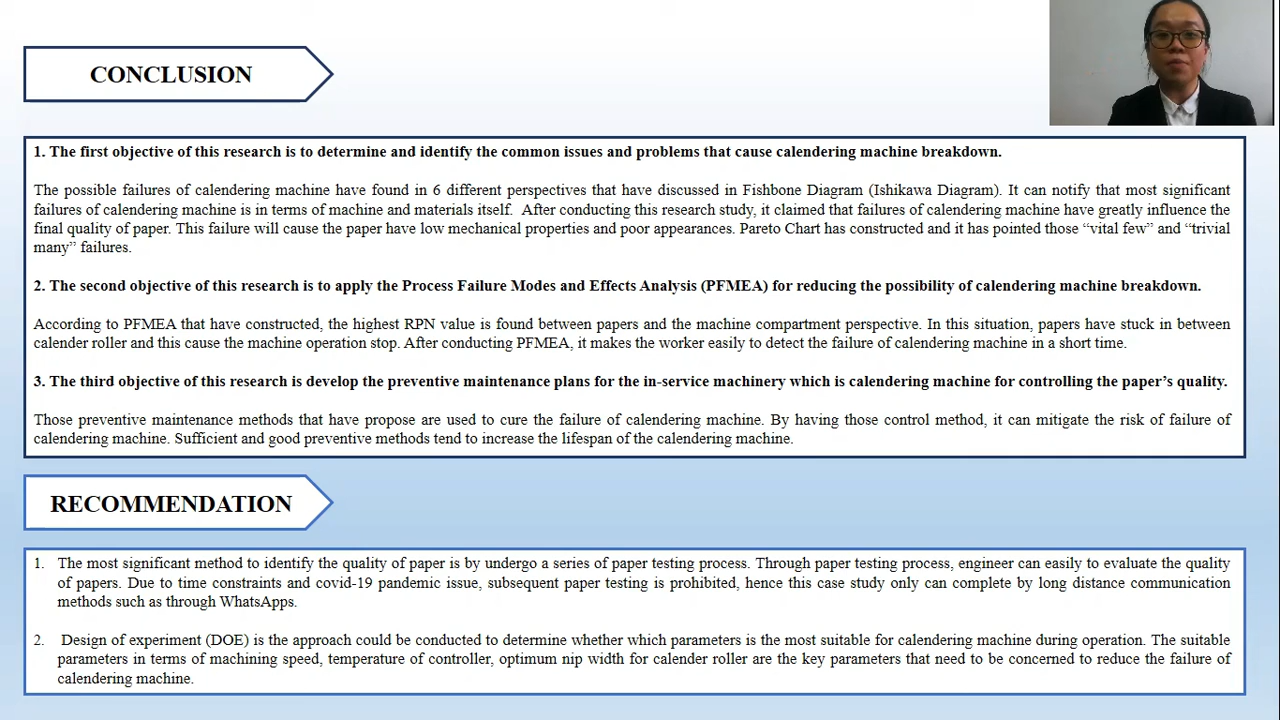 CONCLUSION
1. The first objective of this research is to determine and identify the common issues and problems that cause calendering machine breakdown.
The possible failures of calendering machine have found in 6 different perspectives that have discussed in Fishbone Diagram (Ishikawa Diagram). It can notify that most significant
failures of calendering machine is in terms of machine and materials itself. After conducting this research study, it claimed that failures of calendering machine have greatly influence the
final quality of paper. This failure will cause the paper have low mechanical properties and poor appearances. Pareto Chart has constructed and it has pointed those “vital few” and “trivial
many” failures.
2. The second objective of this research is to apply the Process Failure Modes and Effects Analysis (PFMEA) for reducing the possibility of calendering machine breakdown.
According to PFMEA that have constructed, the highest RPN value is found between papers and the machine compartment perspective. In this situation, papers have stuck in between
calender roller and this cause the machine operation stop. After conducting PFMEA, it makes the worker easily to detect the failure of calendering machine in a short time.
3. The third objective of this research is develop the preventive maintenance plans for the in-service machinery which is calendering machine for controlling the paper’s quality.
Those preventive maintenance methods that have propose are used to cure the failure of calendering machine. By having those control method, it can mitigate the risk of failure of
calendering machine. Sufficient and good preventive methods tend to increase the lifespan of the calendering machine.
RECOMMENDATION
1. The most significant method to identify the quality of paper is by undergo a series of paper testing process. Through paper testing process, engineer can easily to evaluate the quality
of papers. Due to time constraints and covid-19 pandemic issue, subsequent paper testing is prohibited, hence this case study only can complete by long distance communication
methods such as through WhatsApps.
2. Design of experiment (DOE) is the approach could be conducted to determine whether which parameters is the most suitable for calendering machine during operation. The suitable
parameters in terms of machining speed, temperature of controller, optimum nip width for calender roller are the key parameters that need to be concerned to reduce the failure of
calendering machine.